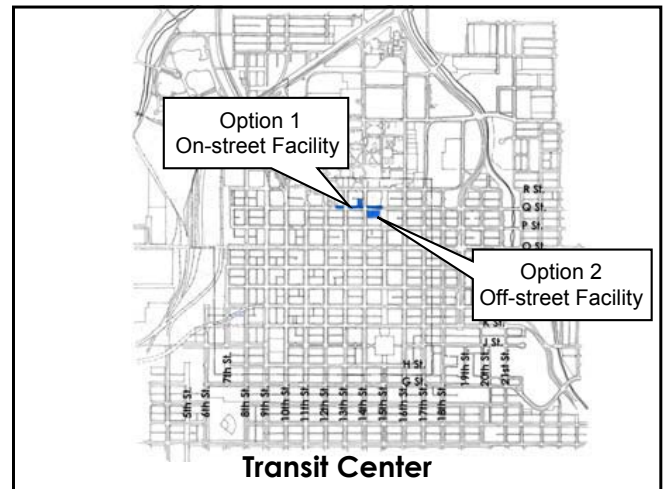 Option 1
On-street Facility
R St.
Q St.
P St.
O St.
Option 2
Off-street Facility
K St.
J St.
H St.
G St.
5th St.
6th St.
7th St.
8th St.
9th St.
10th St.
11th St.
12th St.
13th St.
14th St.
15th St.
16th St.
17th St.
18th St.
19th St.
20th St.
21st St.
Transit Center